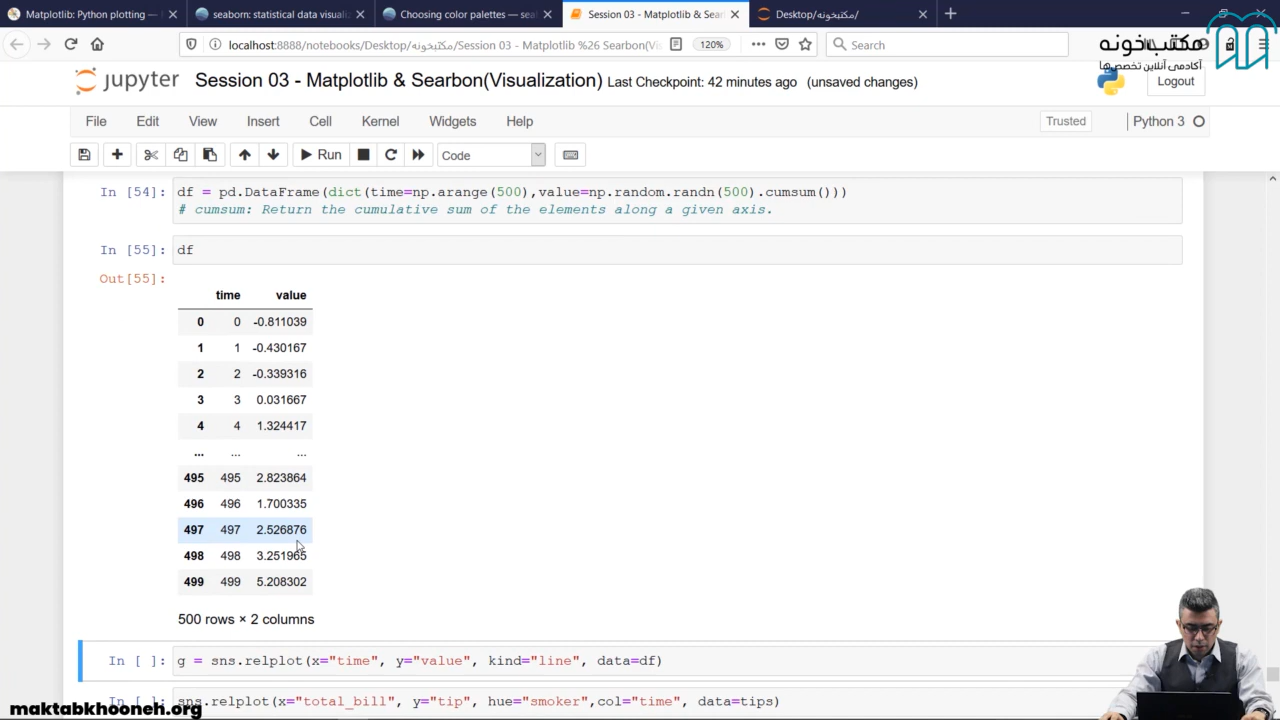 Matplotlib: Python plotting — M
seaborn: statistical data visuali
Choosing color palettes — seab
Session 03 - Matplotlib & Searb
Desktop/مکتبخونه/
localhost:8888/notebooks/Desktop/مکتبخونه/Session 03 - Matplotlib %26 Searbon(Vi
120%
Search
مکتب‌خونه
آکادمی آنلاین تخصص‌ها
jupyter
Session 03 - Matplotlib & Searbon(Visualization)
Last Checkpoint: 42 minutes ago (unsaved changes)
Logout
File Edit View Insert Cell Kernel Widgets Help
Trusted
Python 3
Run
Code
In [54]: df = pd.DataFrame(dict(time=np.arange(500),value=np.random.randn(500).cumsum()))
# cumsum: Return the cumulative sum of the elements along a given axis.
In [55]: df
Out[55]:
time value
0 0 -0.811039
1 1 -0.430167
2 2 -0.339316
3 3 0.031667
4 4 1.324417
... ... ...
495 495 2.823864
496 496 1.700335
497 497 2.526876
498 498 3.251965
499 499 5.208302
500 rows × 2 columns
In [ ]: g = sns.relplot(x="time", y="value", kind="line", data=df)
In [ ]: sns.relplot(x="total_bill", y="tip", hue="smoker",col="time", data=tips)
maktabkhooneh.org